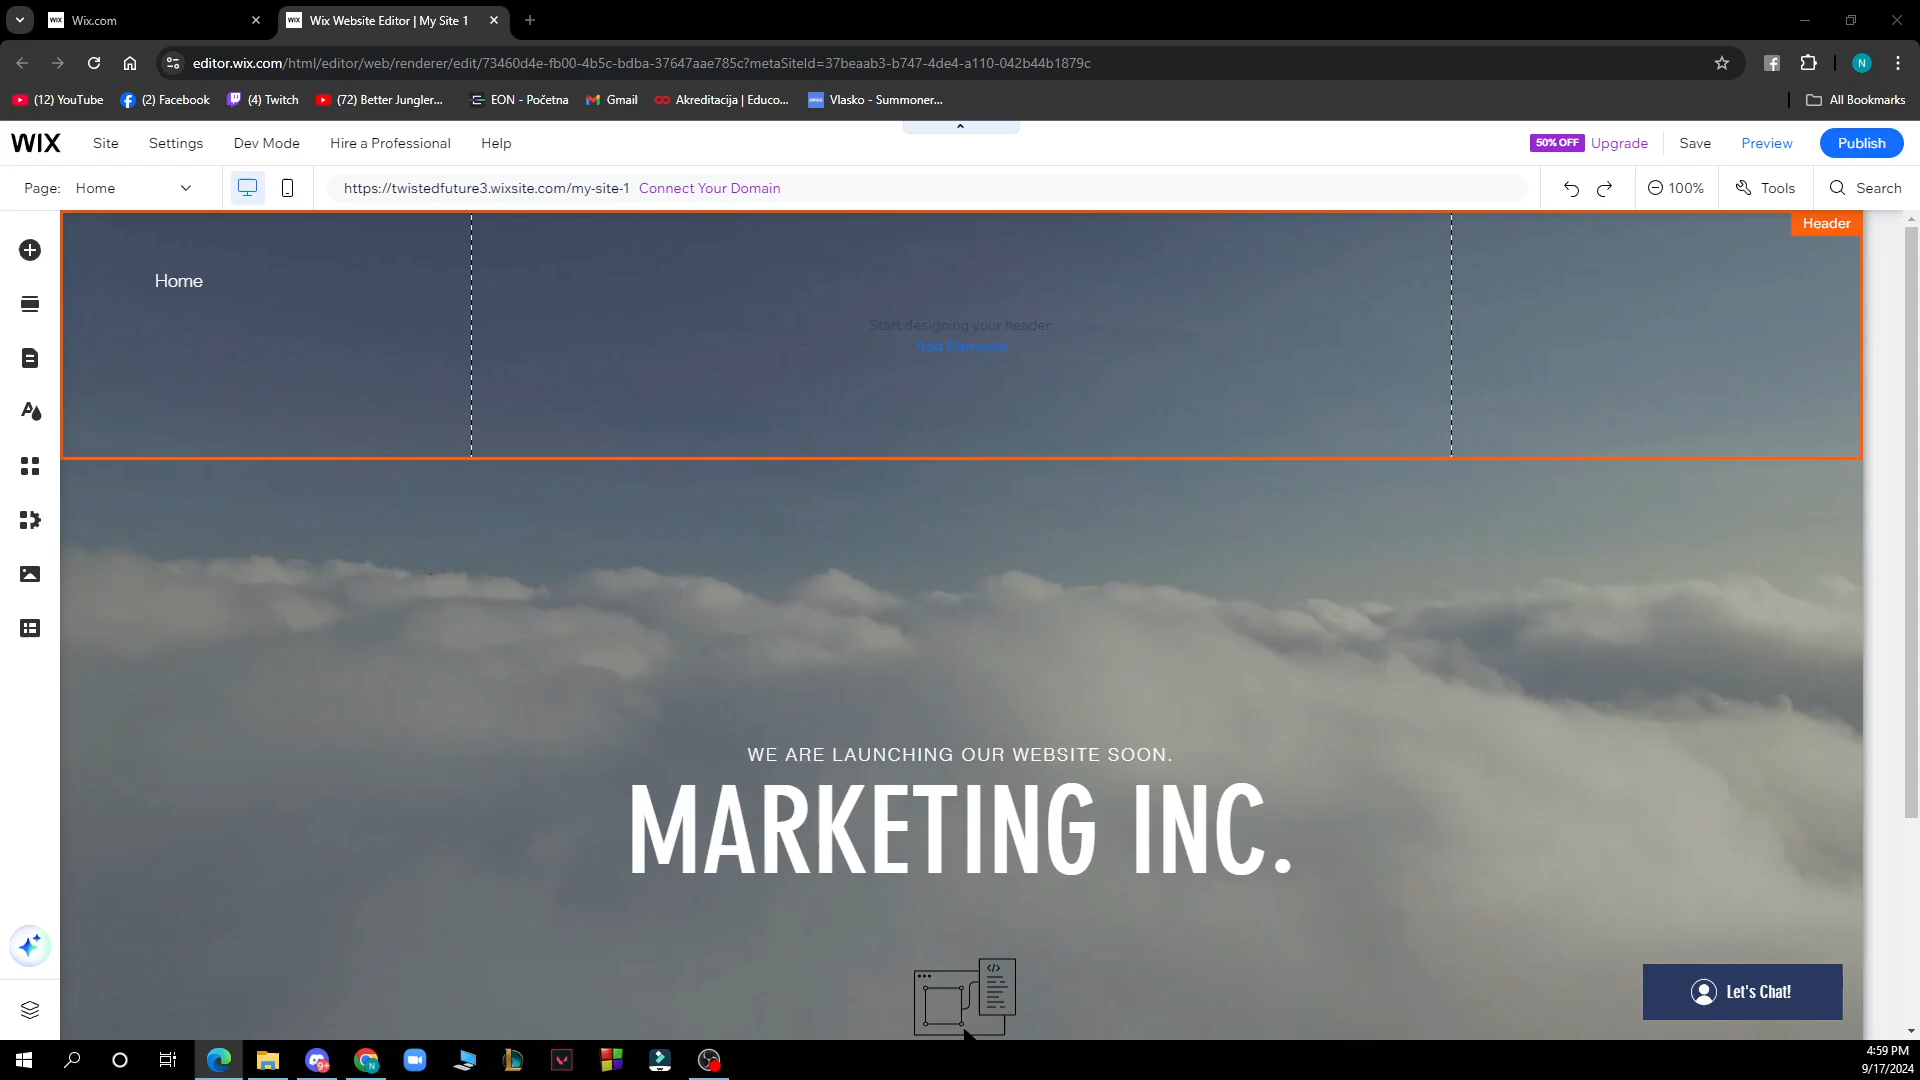 Wix.com
Wix Website Editor | My Site 1
editor.wix.com/html/editor/web/renderer/edit/73460d4e-fb00-4b5c-bdba-37647aae785c?metaSiteId=37beaab3-b747-4de4-a110-042b44b1879c
N
(12) YouTube
(2) Facebook
(4) Twitch
(72) Better Jungler...
EON - Početna
Gmail
Akreditacija | Educo...
Vlasko - Summoner...
All Bookmarks
WIX
Site
Settings
Dev Mode
Hire a Professional
Help
50% OFF
Upgrade
Save
Preview
Publish
Page:
Home
https://twistedfuture3.wixsite.com/my-site-1
Connect Your Domain
100%
Tools
Search
Header
Home
Start designing your header:
Add Elements
WE ARE LAUNCHING OUR WEBSITE SOON.
MARKETING INC.
Let's Chat!
4:59 PM
9/17/2024